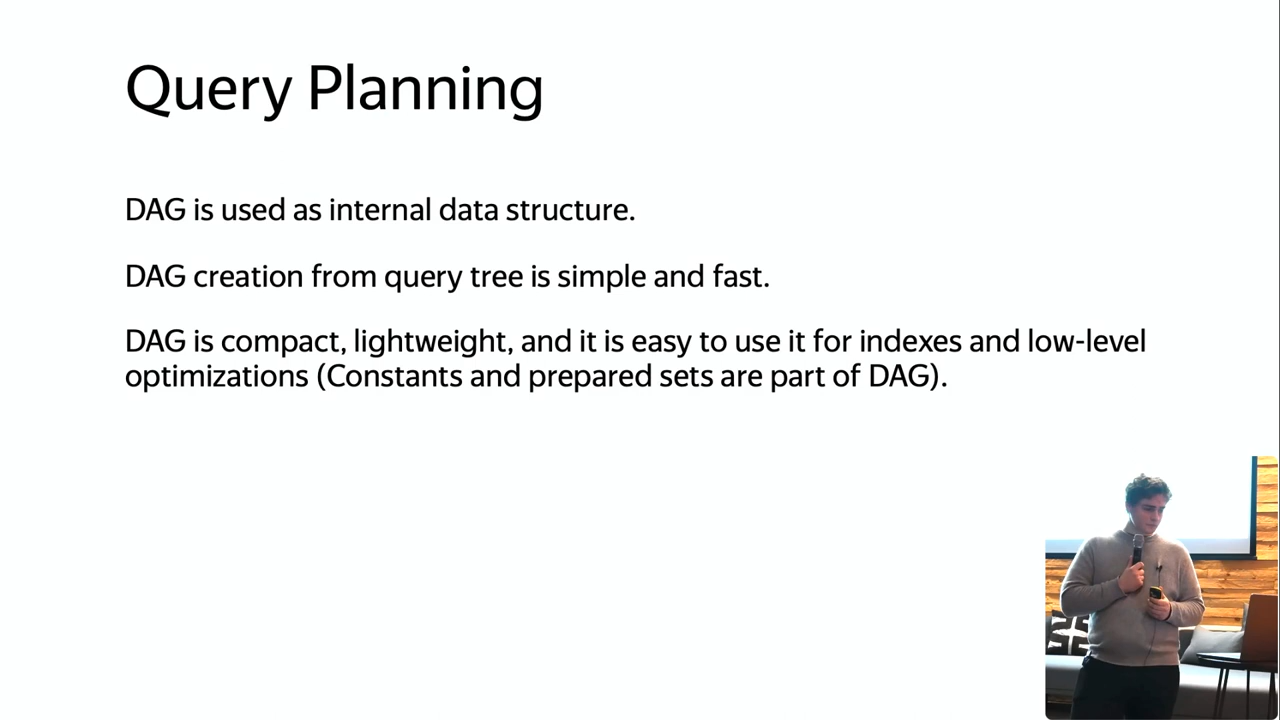 Query Planning
DAG is used as internal data structure.
DAG creation from query tree is simple and fast.
DAG is compact, lightweight, and it is easy to use it for indexes and low-level
optimizations (Constants and prepared sets are part of DAG).